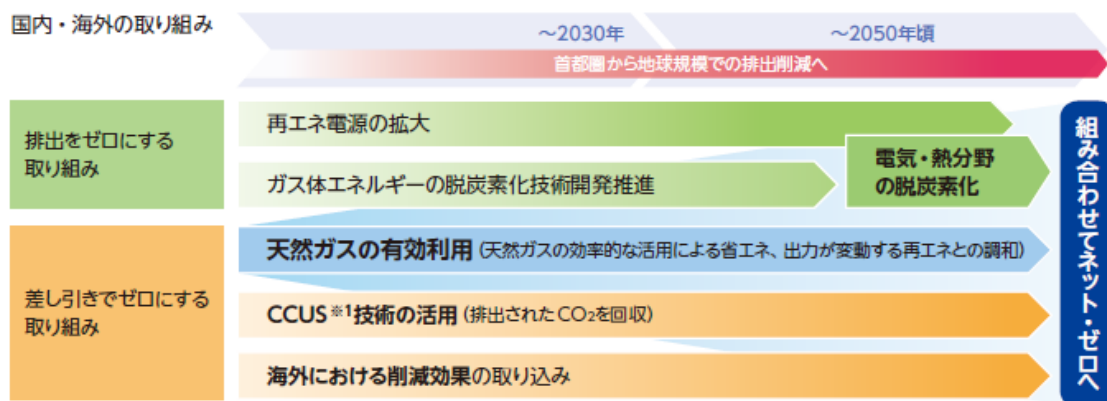 国内・海外の取り組み
～2030年
～2050年頃
首都圏から地球規模での排出削減へ
排出をゼロにする
取り組み
再エネ電源の拡大
ガス体エネルギーの脱炭素化技術開発推進
電気・熱分野
の脱炭素化
差し引きでゼロにする
取り組み
天然ガスの有効利用（天然ガスの効率的な活用による省エネ、出力が変動する再エネとの調和）
CCUS※1技術の活用（排出されたCO₂を回収）
海外における削減効果の取り込み
組み合わせてネット・ゼロへ